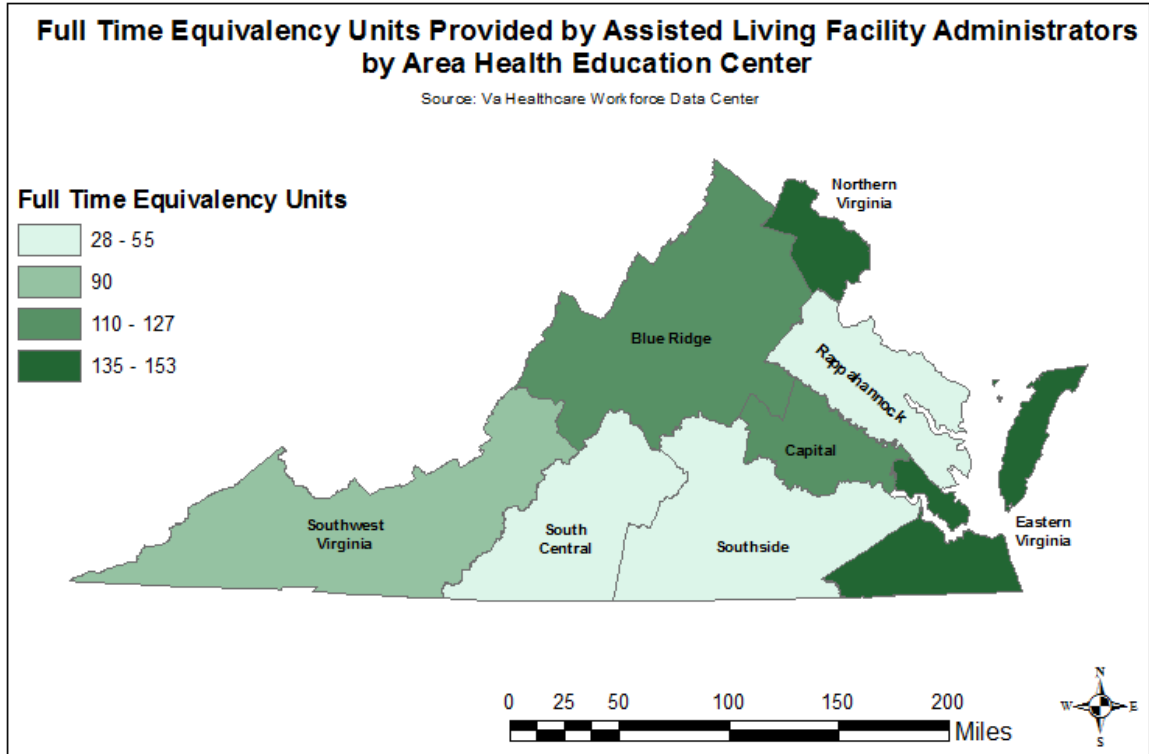 Full Time Equivalency Units Provided by Assisted Living Facility Administrators
by Area Health Education Center
Source: Va Healthcare Workforce Data Center
Full Time Equivalency Units
28 - 55
90
110 - 127
135 - 153
Northern
Virginia
Blue Ridge
Rappahannock
Capital
Southwest
Virginia
South
Central
Southside
Eastern
Virginia
0 25 50 100 150 200
Miles
N
W E
S